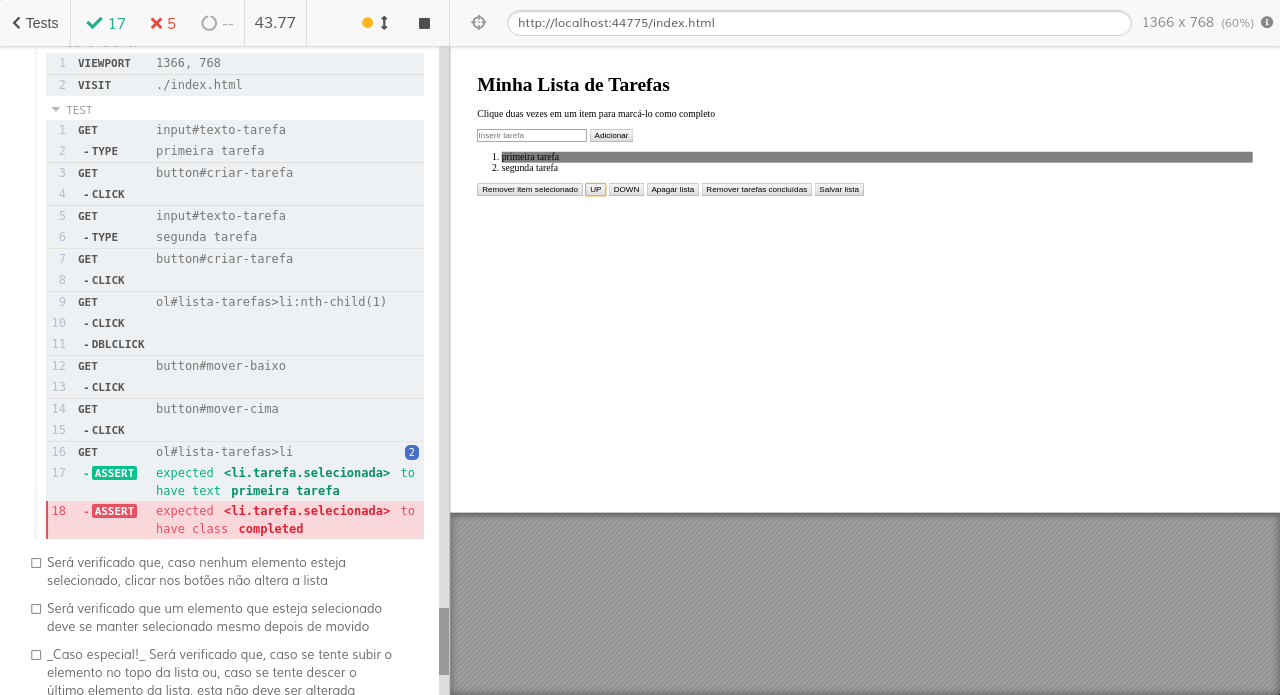 Tests 17 5 -- 43.77
http://localhost:44775/index.html 1366 x 768 (60%)
1 VIEWPORT 1366, 768
2 VISIT ./index.html
TEST
1 GET input#texto-tarefa
2 -TYPE primeira tarefa
3 GET button#criar-tarefa
4 -CLICK
5 GET input#texto-tarefa
6 -TYPE segunda tarefa
7 GET button#criar-tarefa
8 -CLICK
9 GET ol#lista-tarefas>li:nth-child(1)
10 -CLICK
11 -DBLCLICK
12 GET button#mover-baixo
13 -CLICK
14 GET button#mover-cima
15 -CLICK
16 GET ol#lista-tarefas>li 2
17 -ASSERT expected <li.tarefa.selecionada> to
have text primeira tarefa
18 -ASSERT expected <li.tarefa.selecionada> to
have class completed
Será verificado que, caso nenhum elemento esteja
selecionado, clicar nos botões não altera a lista
Será verificado que um elemento que esteja selecionado
deve se manter selecionado mesmo depois de movido
_Caso especial!_ Será verificado que, caso se tente subir o
elemento no topo da lista ou, caso se tente descer o
último elemento da lista, esta não deve ser alterada
Minha Lista de Tarefas
Clique duas vezes em um item para marcá-lo como completo
Inserir tarefa Adicionar
1. primeira tarefa
2. segunda tarefa
Remover item selecionado UP DOWN Apagar lista Remover tarefas concluídas Salvar lista